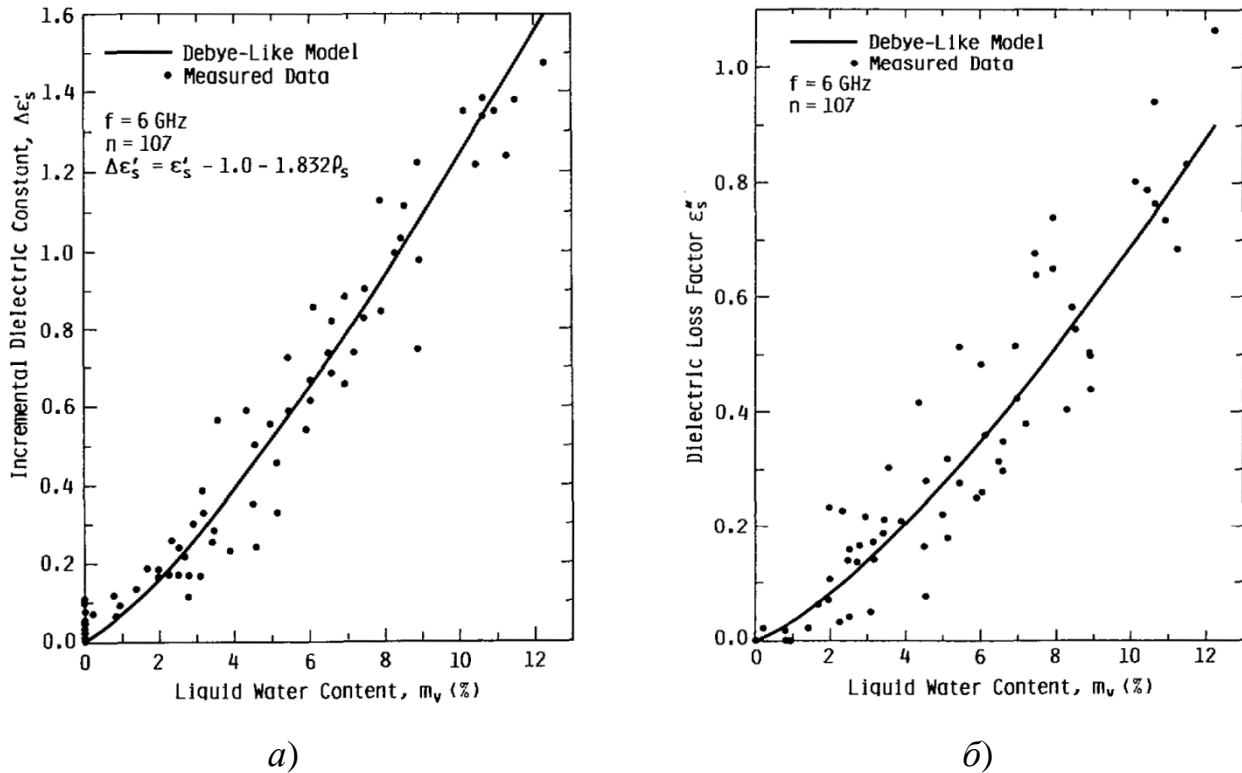 1.6
1.4
1.2
1.0
0.8
0.6
0.4
0.2
0.0
Incremental Dielectric Constant, Δε's
Debye-Like Model
Measured Data
f = 6 GHz
n = 107
Δε's = ε's - 1.0 - 1.832ρs
0 2 4 6 8 10 12
Liquid Water Content, mv (%)
а)
1.0
0.8
0.6
0.4
0.2
0.0
Dielectric Loss Factor ε"s
Debye-Like Model
Measured Data
f = 6 GHz
n = 107
0 2 4 6 8 10 12
Liquid Water Content, mv (%)
б)